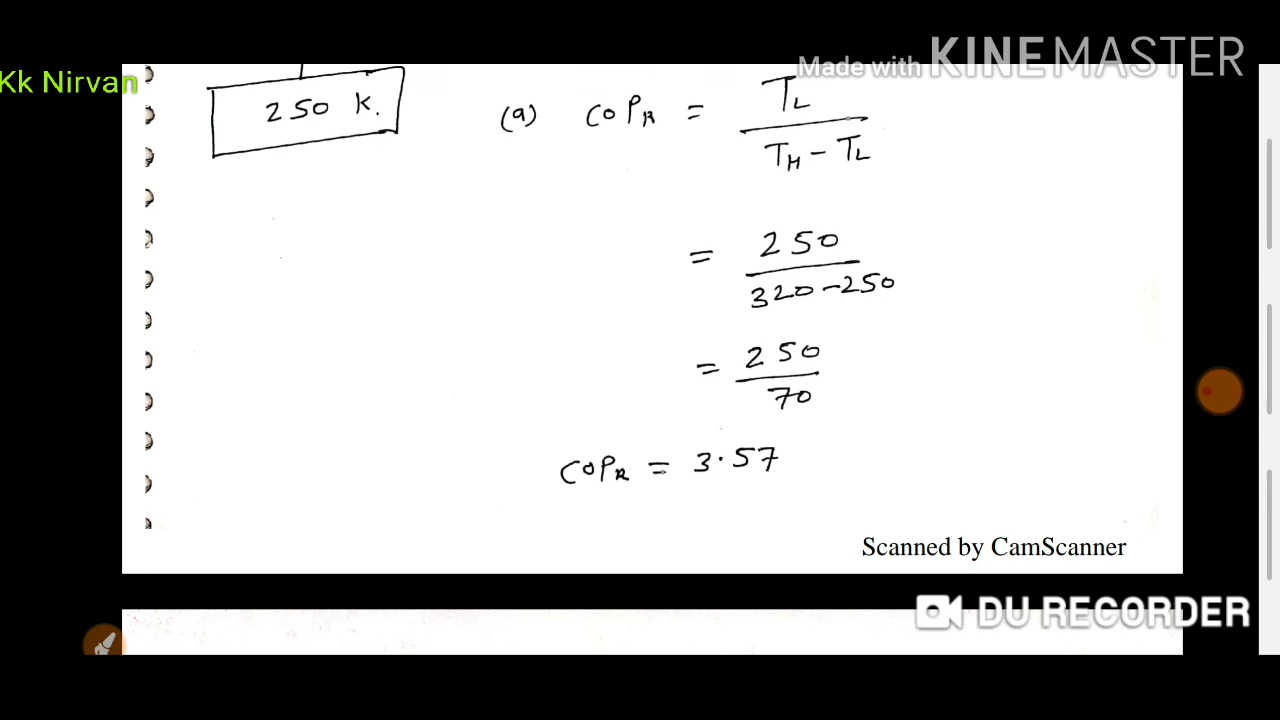 Made with KINEMASTER
Kk Nirvan
250 K.
(a) COPR = TL / TH - TL
= 250 / 320-250
= 250 / 70
COPR = 3.57
Scanned by CamScanner
DU RECORDER